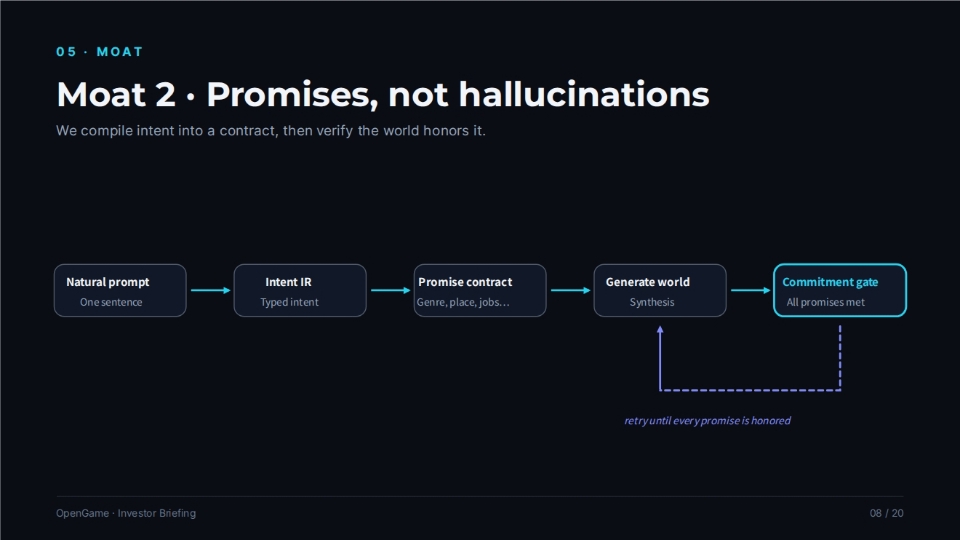 05 · MOAT
Moat 2 · Promises, not hallucinations
We compile intent into a contract, then verify the world honors it.
Natural prompt
One sentence
Intent IR
Typed intent
Promise contract
Genre, place, jobs…
Generate world
Synthesis
Commitment gate
All promises met
retry until every promise is honored
OpenGame · Investor Briefing
08 / 20